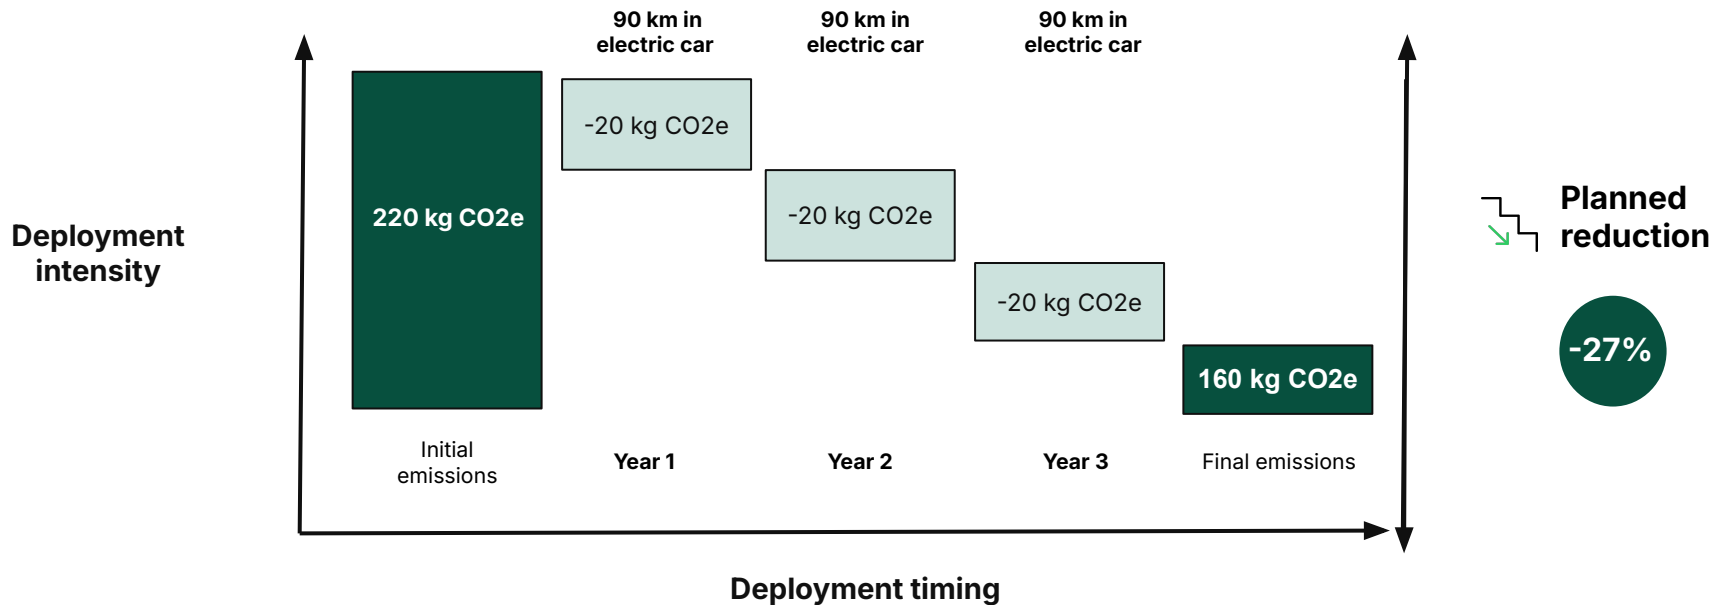 90 km in
electric car
90 km in
electric car
90 km in
electric car
Deployment
intensity
220 kg CO2e
-20 kg CO2e
-20 kg CO2e
-20 kg CO2e
160 kg CO2e
Initial
emissions
Year 1
Year 2
Year 3
Final emissions
Deployment timing
Planned
reduction
-27%